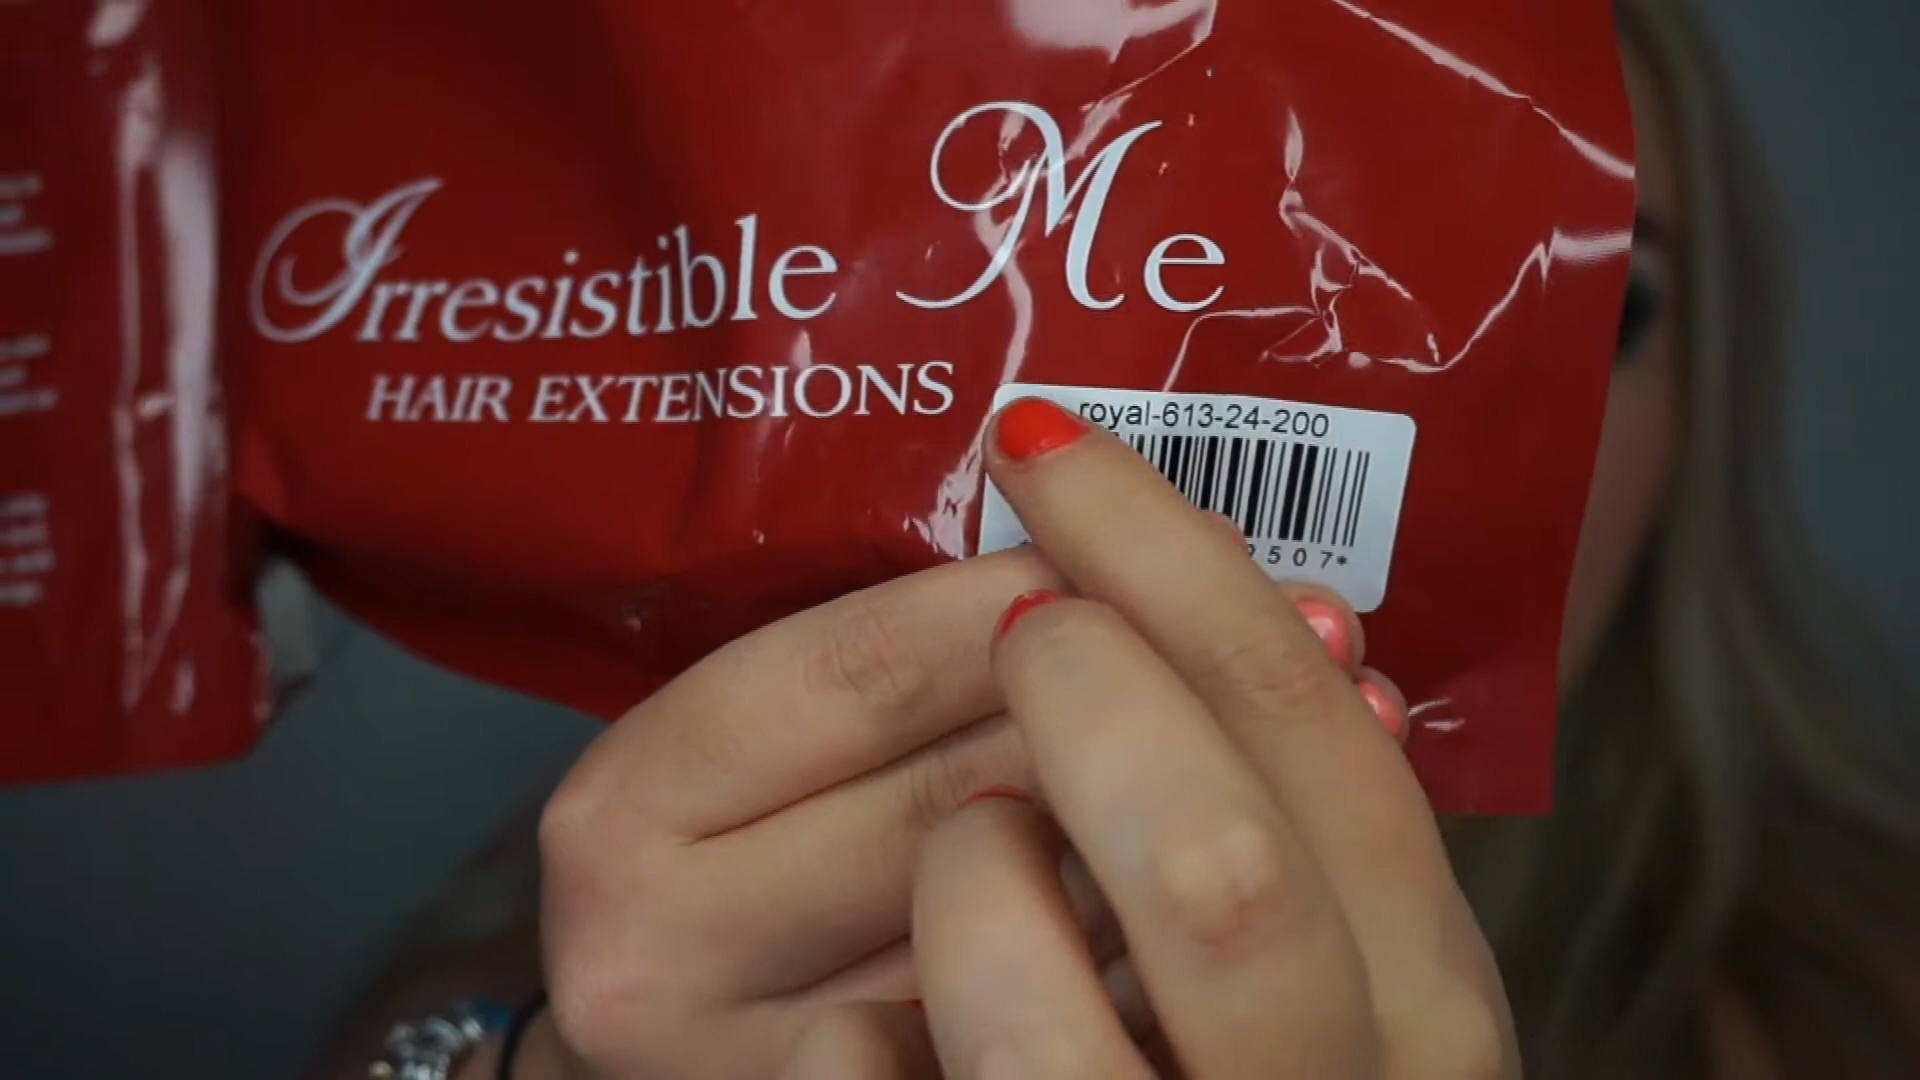 Irresistible Me
HAIR EXTENSIONS
royal-613-24-200
2507*